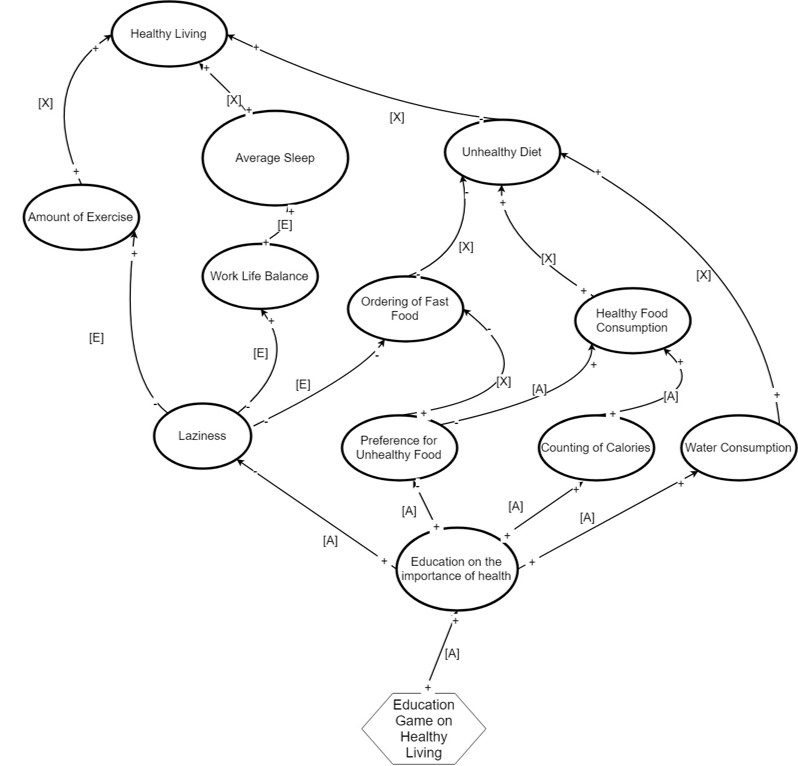 Healthy Living
+
+
+
[X]
[X]
+
[X]
-
Average Sleep
Unhealthy Diet
+
+
-
+
Amount of Exercise
+
[E]
+
+
[X]
[X]
[X]
Work Life Balance
-
+
Ordering of Fast
Food
Healthy Food
Consumption
+
-
[E]
[E]
-
+
+
[E]
[X]
[A]
+
[A]
-
-
-
+
-
+
Laziness
Preference for
Unhealthy Food
Counting of Calories
Water Consumption
-
-
+
+
[A]
[A]
[A]
[A]
+
+
+
+
Education on the
importance of health
+
[A]
+
Education
Game on
Healthy
Living